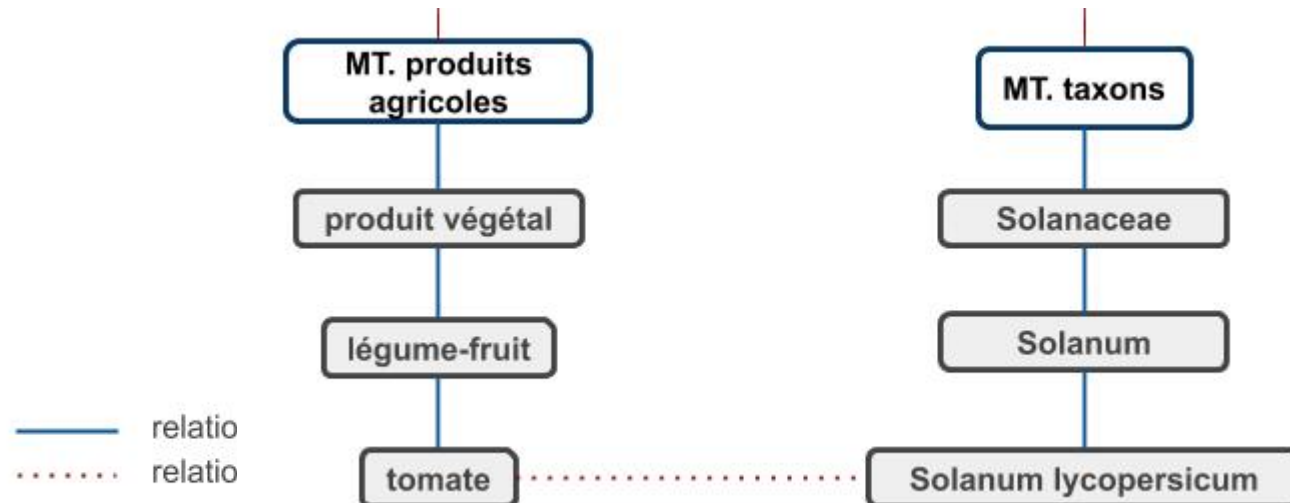 MT. produits
agricoles
MT. taxons
produit végétal
Solanaceae
légume-fruit
Solanum
relatio
relatio
tomate
Solanum lycopersicum